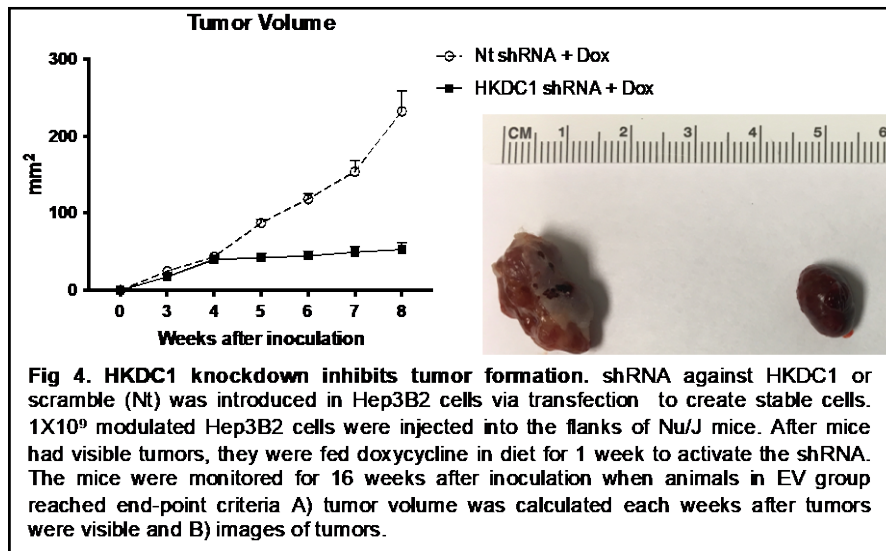 Tumor Volume
300
200
100
0
mm²
0 3 4 5 6 7 8
Weeks after inoculation
Nt shRNA + Dox
HKDC1 shRNA + Dox
CM 1 2 3 4 5 6
Fig 4. HKDC1 knockdown inhibits tumor formation. shRNA against HKDC1 or
scramble (Nt) was introduced in Hep3B2 cells via transfection to create stable cells.
1X10⁹ modulated Hep3B2 cells were injected into the flanks of Nu/J mice. After mice
had visible tumors, they were fed doxycycline in diet for 1 week to activate the shRNA.
The mice were monitored for 16 weeks after inoculation when animals in EV group
reached end-point criteria A) tumor volume was calculated each weeks after tumors
were visible and B) images of tumors.